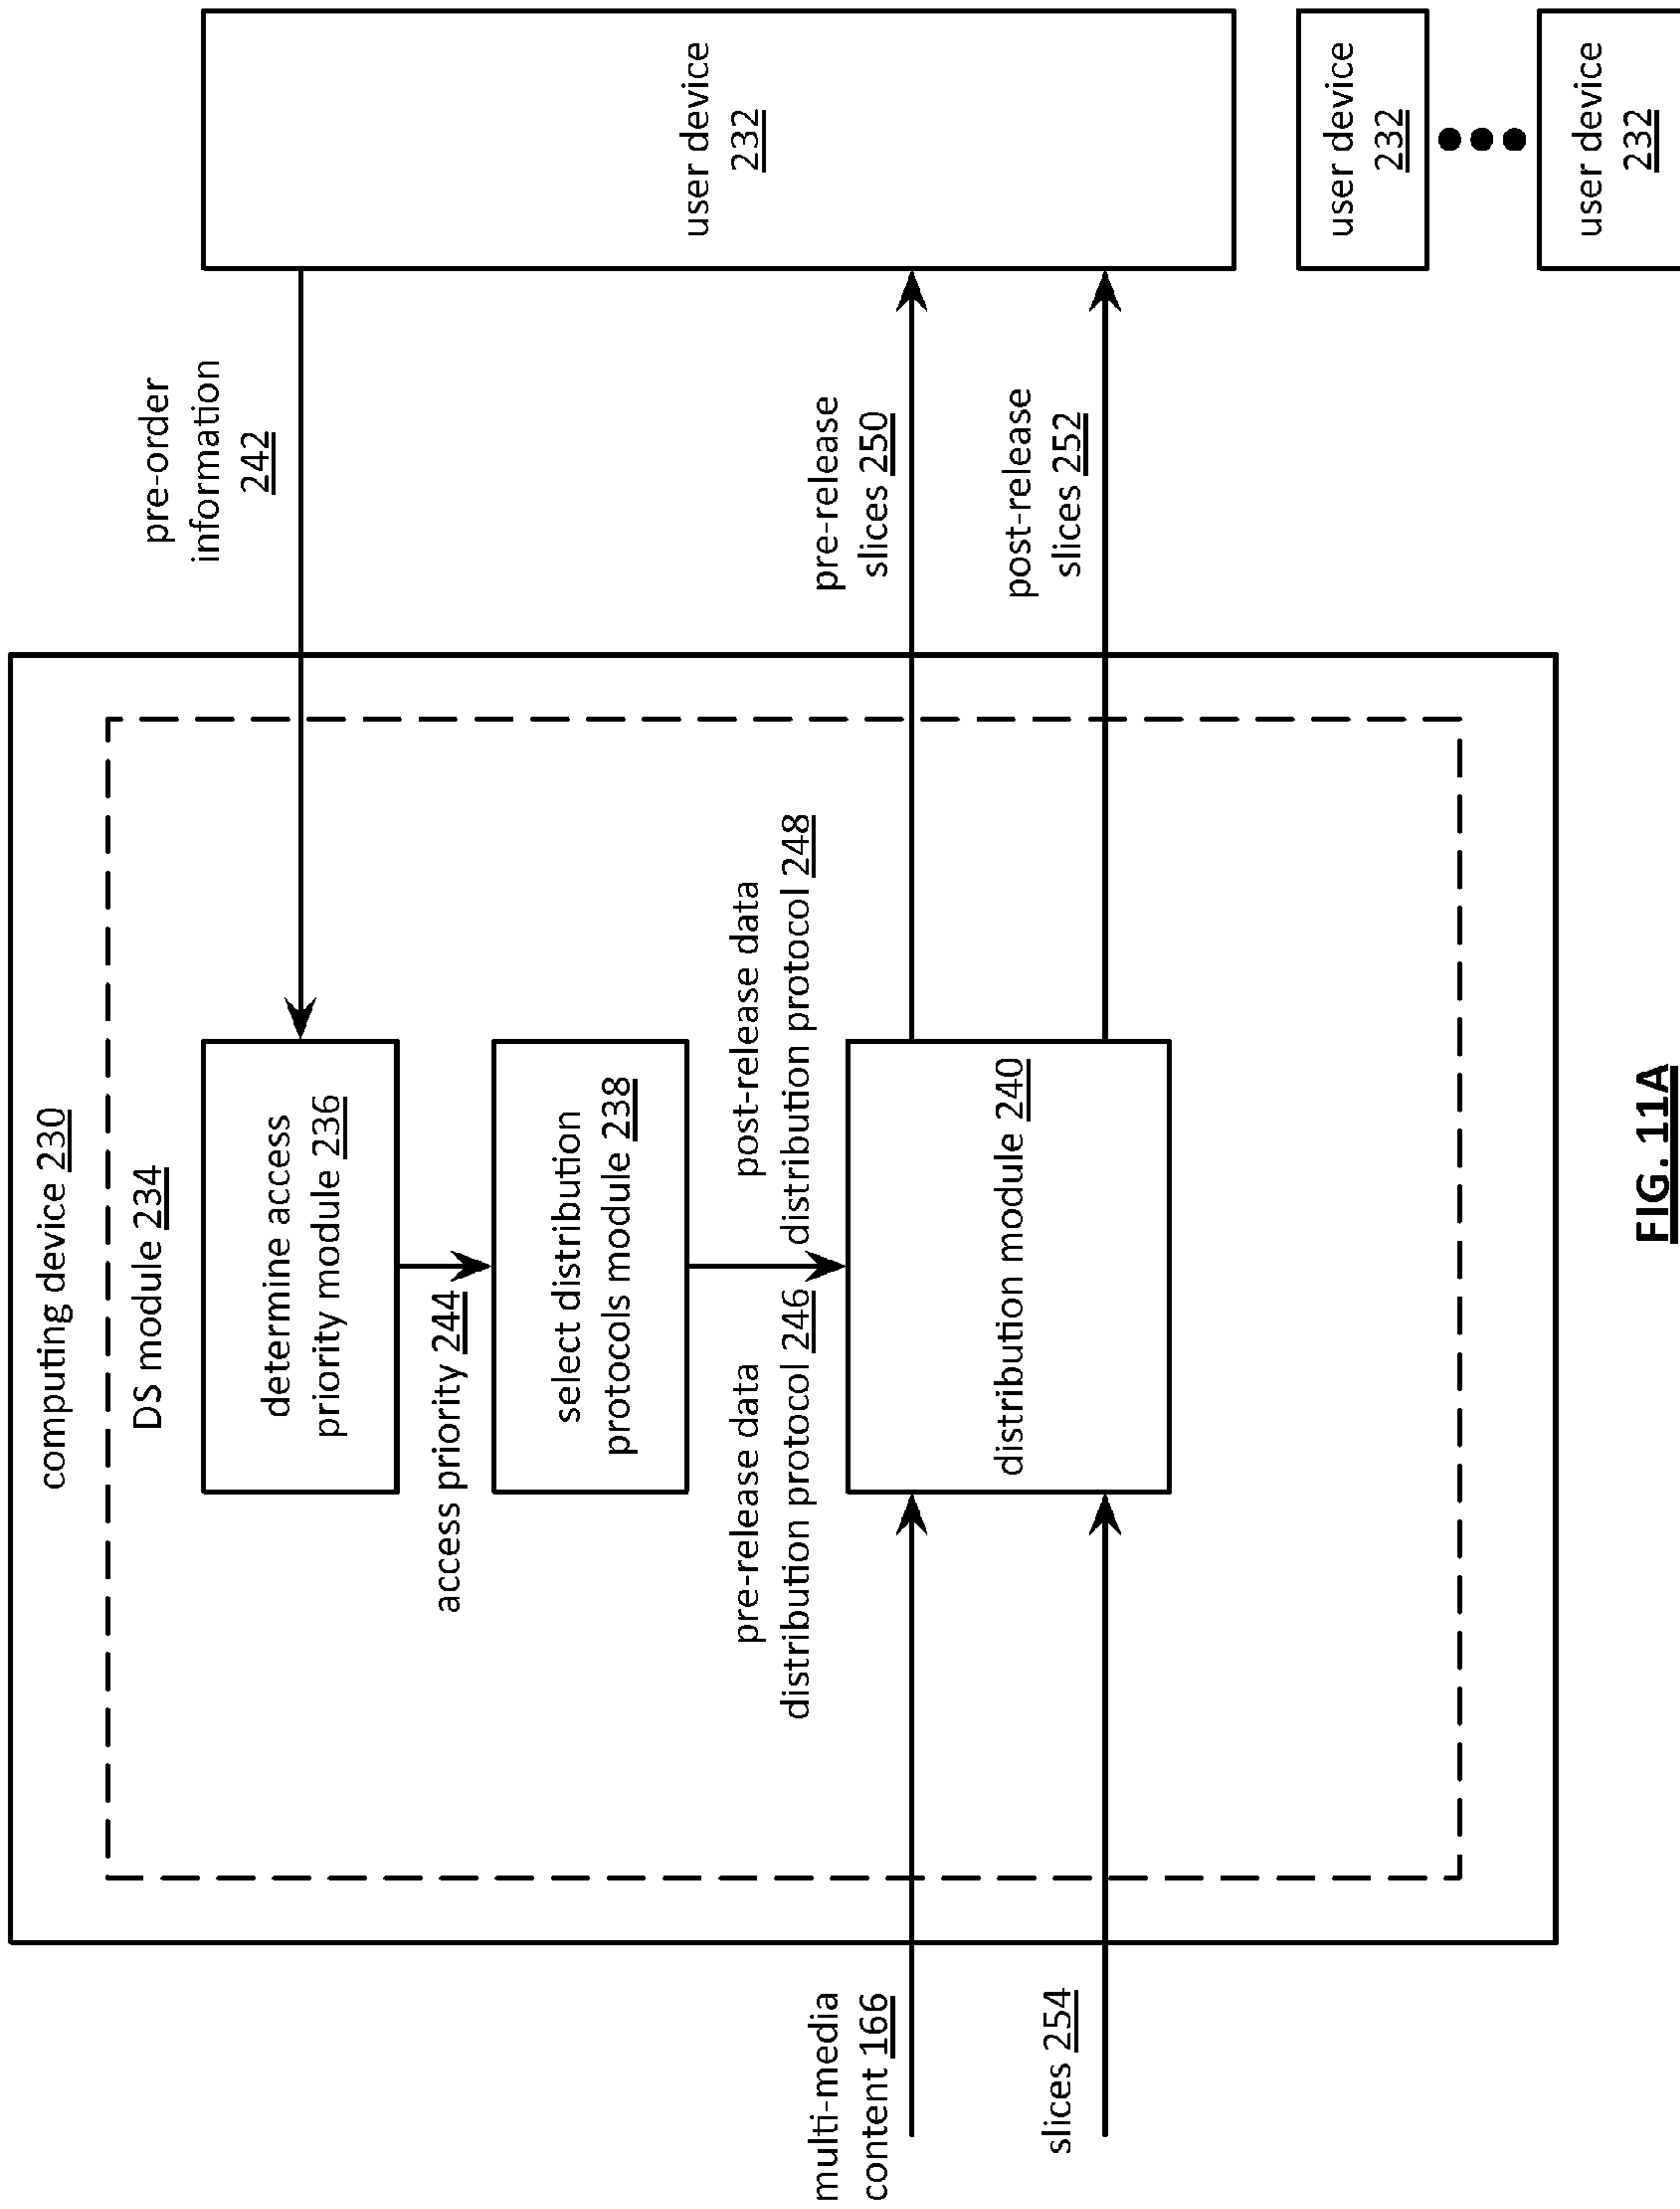 computing device 230
DS module 234
determine access
priority module 236
access priority 244
select distribution
protocols module 238
pre-release data
distribution protocol 246
post-release data
distribution protocol 248
distribution module 240
multi-media
content 166
slices 254
pre-order
information
242
pre-release
slices 250
post-release
slices 252
user device
232
user device
232
user device
232
FIG. 11A